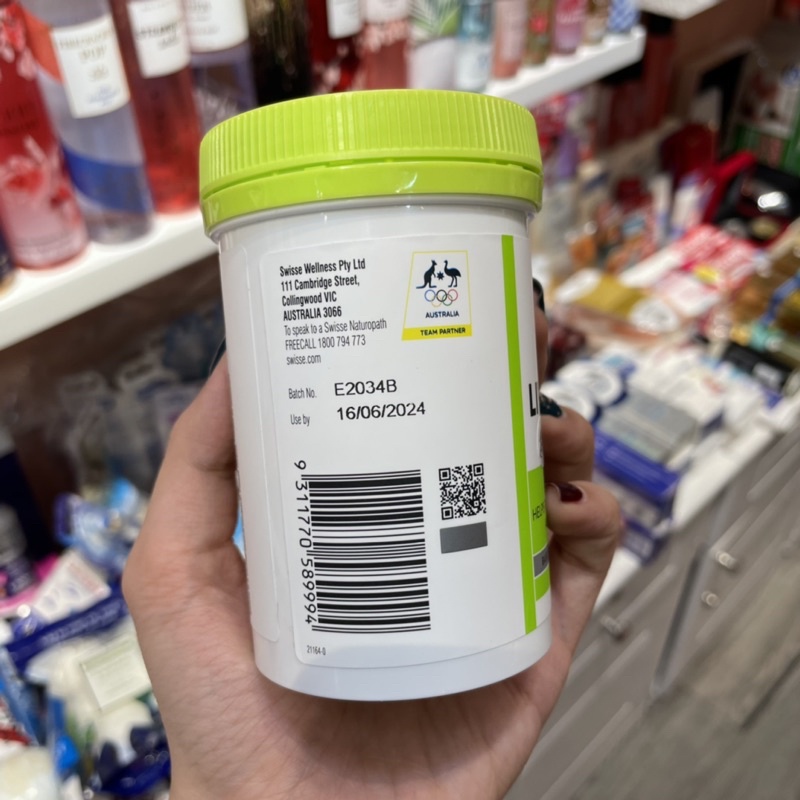 Swisse Wellness Pty Ltd
111 Cambridge Street,
Collingwood VIC
AUSTRALIA 3066
To speak to a Swisse Naturopath
FREECALL 1800 794 773
swisse.com
AUSTRALIA
TEAM PARTNER
Batch No. E2034B
Use by 16/06/2024
9 311770 589994
21164-g